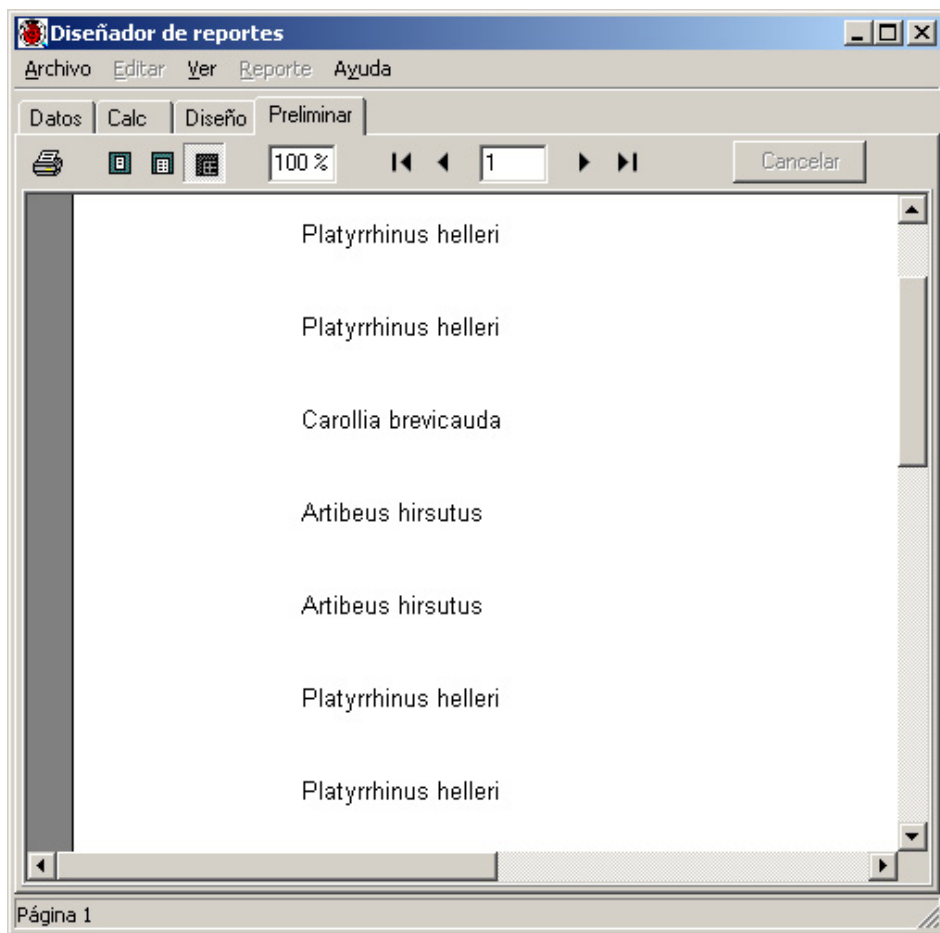 Diseñador de reportes
Archivo Editar Ver Reporte Ayuda
Datos Calc Diseño Preliminar
100 % 1 Cancelar
Platyrrhinus helleri
Platyrrhinus helleri
Carollia brevicauda
Artibeus hirsutus
Artibeus hirsutus
Platyrrhinus helleri
Platyrrhinus helleri
Página 1